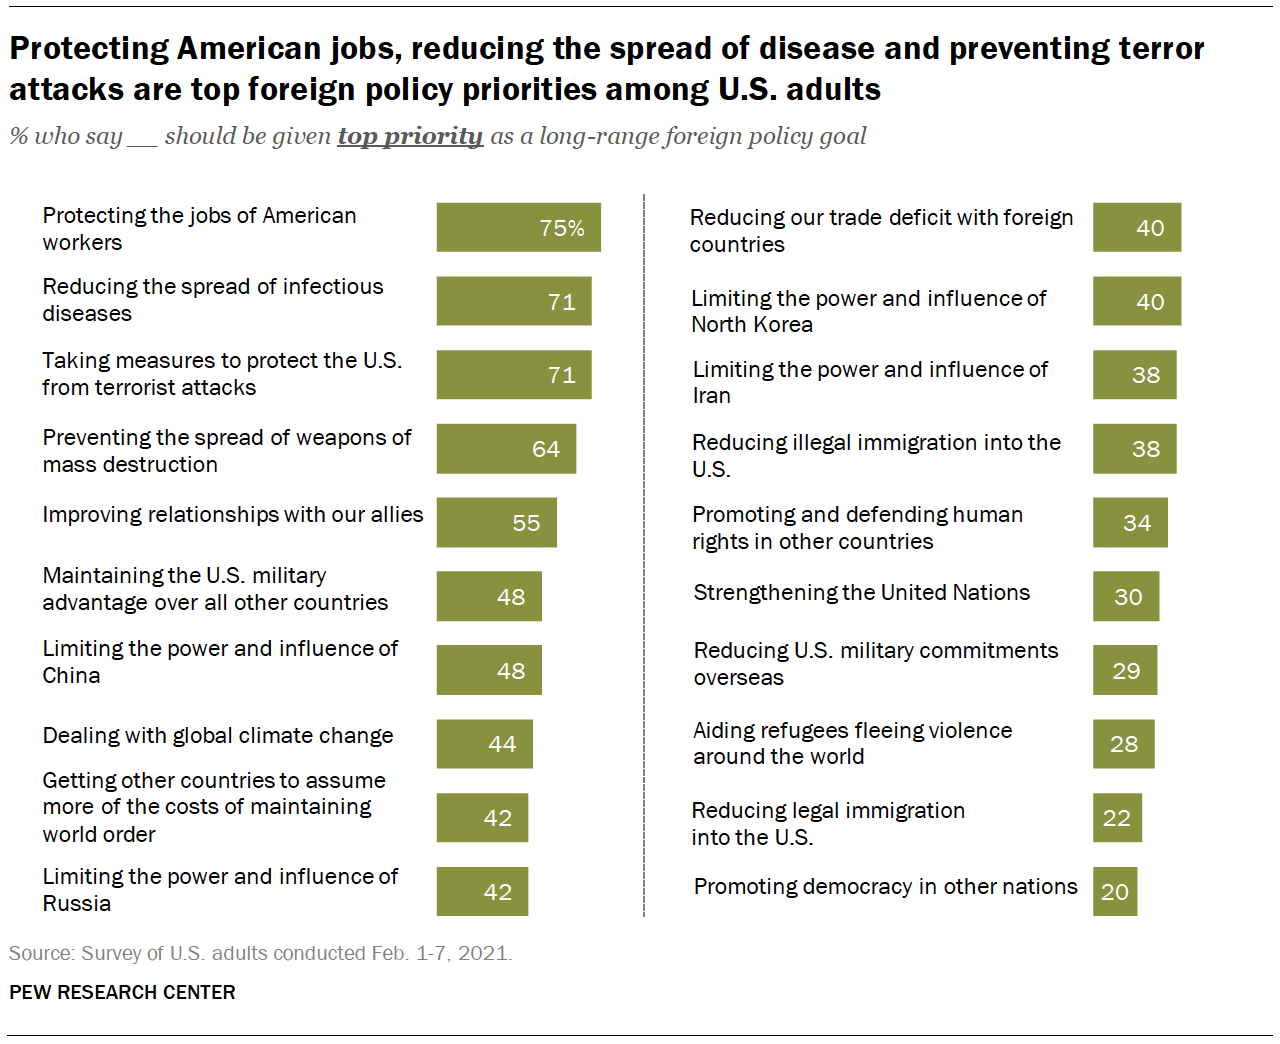 Protecting American jobs, reducing the spread of disease and preventing terror
attacks are top foreign policy priorities among U.S. adults
% who say __ should be given top priority as a long-range foreign policy goal
Protecting the jobs of American
workers
75%
Reducing the spread of infectious
diseases
71
Taking measures to protect the U.S.
from terrorist attacks
71
Preventing the spread of weapons of
mass destruction
64
Improving relationships with our allies
55
Maintaining the U.S. military
advantage over all other countries
48
Limiting the power and influence of
China
48
Dealing with global climate change
44
Getting other countries to assume
more of the costs of maintaining
world order
42
Limiting the power and influence of
Russia
42
Reducing our trade deficit with foreign
countries
40
Limiting the power and influence of
North Korea
40
Limiting the power and influence of
Iran
38
Reducing illegal immigration into the
U.S.
38
Promoting and defending human
rights in other countries
34
Strengthening the United Nations
30
Reducing U.S. military commitments
overseas
29
Aiding refugees fleeing violence
around the world
28
Reducing legal immigration
into the U.S.
22
Promoting democracy in other nations
20
Source: Survey of U.S. adults conducted Feb. 1-7, 2021.
PEW RESEARCH CENTER